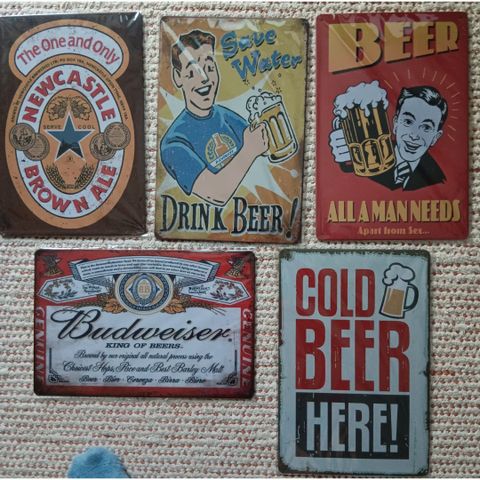 The One and Only
NEWCASTLE
SERVE COOL
BROWN ALE
Save
Water
DRINK BEER!
BEER
ALL A MAN NEEDS
Apart from Sex...
GENUINE
Budweiser
KING OF BEERS
Brewed by our original all natural process using the
Choicest Hops, Rice and Best Barley Malt
GENUINE
COLD
BEER
HERE!